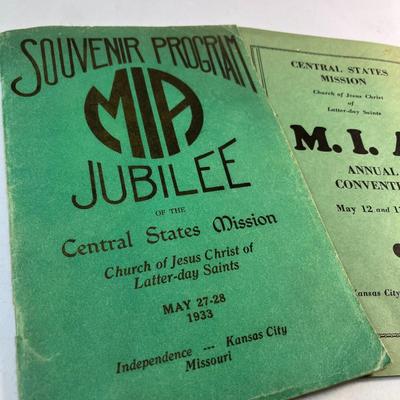 SOUVENIR PROGRAM
MIA
JUBILEE
OF THE
Central States Mission
Church of Jesus Christ of
Latter-day Saints
MAY 27-28
1933
Independence --- Kansas City
Missouri
CENTRAL STATES
MISSION
Church of Jesus Christ
of
Latter-day Saints
M. I.
ANNUAL
May 12 and
Kansas City